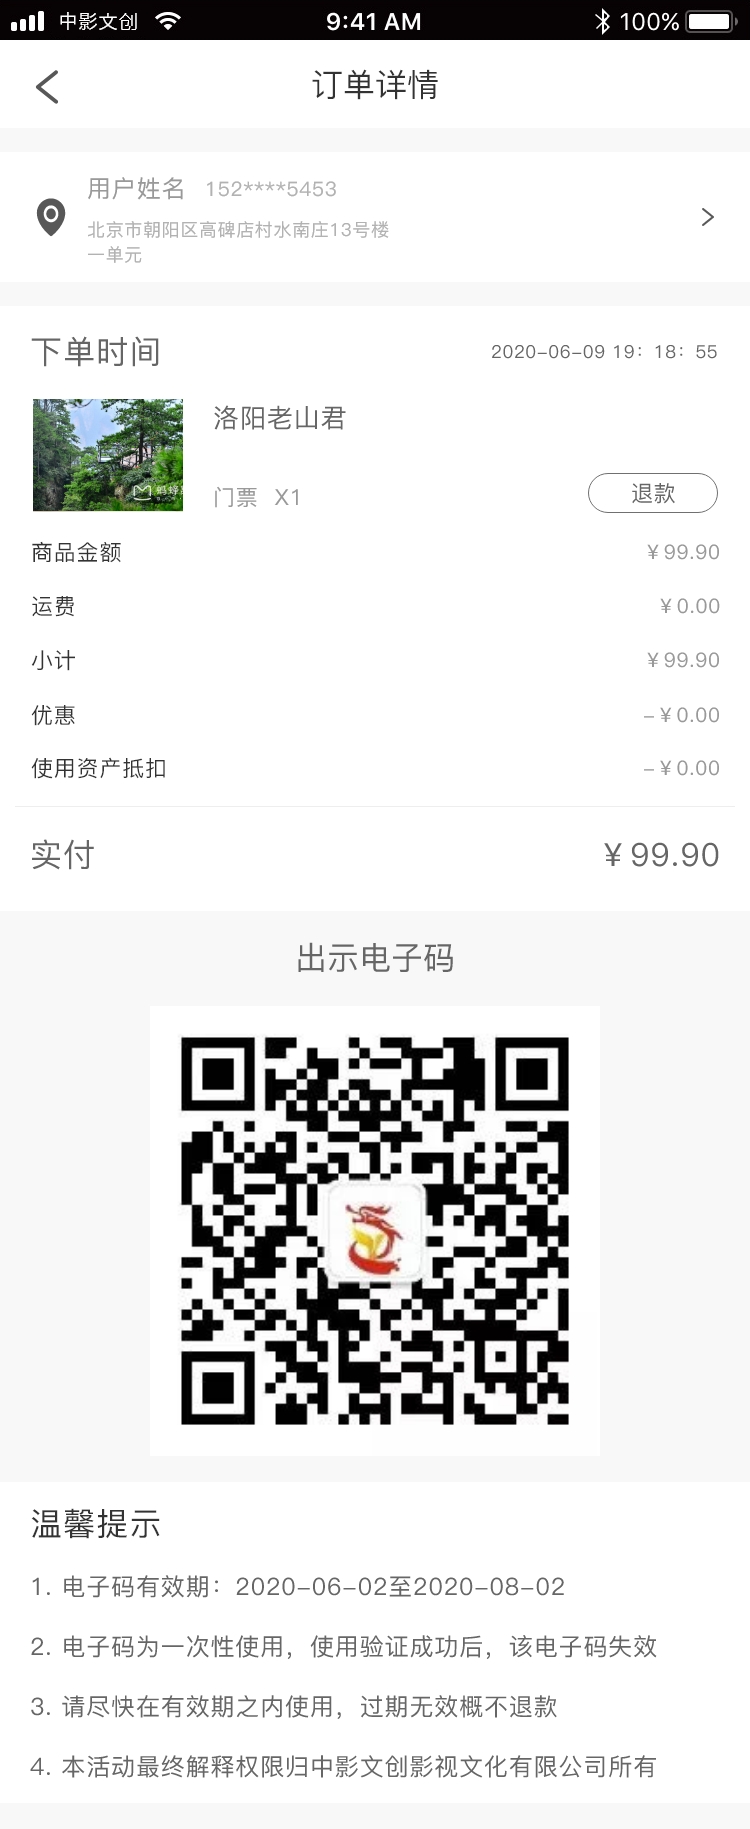 中影文创 9:41 AM 100%
订单详情
用户姓名 152****5453
北京市朝阳区高碑店村水南庄13号楼
一单元
下单时间 2020-06-09 19：18：55
洛阳老山君
门票 X1 退款
商品金额 ¥99.90
运费 ¥0.00
小计 ¥99.90
优惠 -¥0.00
使用资产抵扣 -¥0.00
实付 ¥99.90
出示电子码
温馨提示
1. 电子码有效期：2020-06-02至2020-08-02
2. 电子码为一次性使用，使用验证成功后，该电子码失效
3. 请尽快在有效期之内使用，过期无效概不退款
4. 本活动最终解释权限归中影文创影视文化有限公司所有